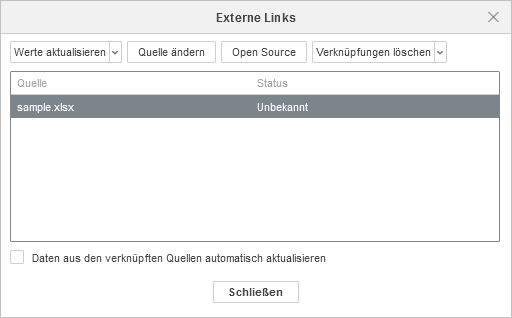 Externe Links
Werte aktualisieren Quelle ändern Open Source Verknüpfungen löschen
Quelle Status
sample.xlsx Unbekannt
Daten aus den verknüpften Quellen automatisch aktualisieren
Schließen